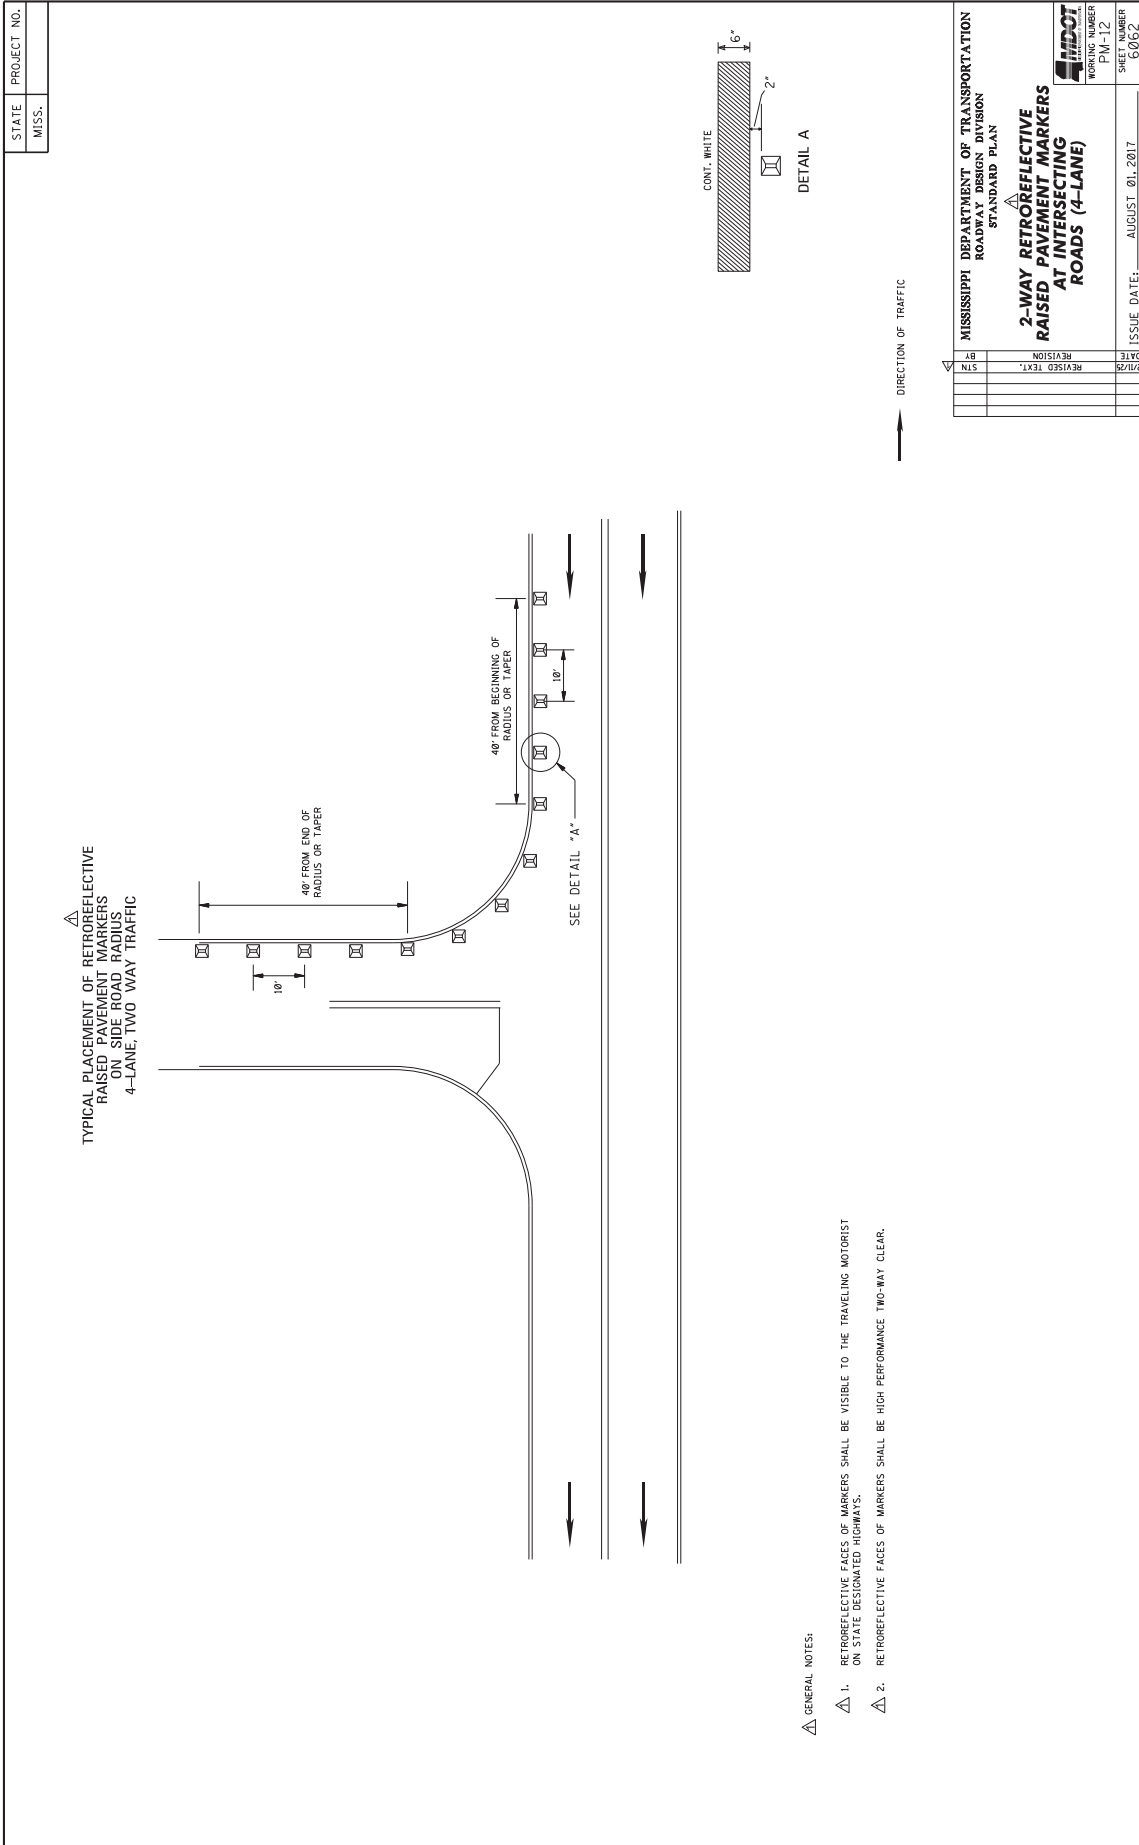 STATE
PROJECT NO.
MISS.
TYPICAL PLACEMENT OF RETROREFLECTIVE
RAISED PAVEMENT MARKERS
ON SIDE ROAD RADIUS
4-LANE, TWO WAY TRAFFIC
10'
40' FROM END OF
RADIUS OR TAPER
40' FROM BEGINNING OF
RADIUS OR TAPER
10'
SEE DETAIL "A"
CONT. WHITE
6"
2"
DETAIL A
GENERAL NOTES:
1. RETROREFLECTIVE FACES OF MARKERS SHALL BE VISIBLE TO THE TRAVELING MOTORIST
ON STATE DESIGNATED HIGHWAYS.
2. RETROREFLECTIVE FACES OF MARKERS SHALL BE HIGH PERFORMANCE TWO-WAY CLEAR.
DIRECTION OF TRAFFIC
BY
REVISION
DATE
STN
REVISED TEXT.
MISSISSIPPI DEPARTMENT OF TRANSPORTATION
ROADWAY DESIGN DIVISION
STANDARD PLAN
2-WAY RETROREFLECTIVE
RAISED PAVEMENT MARKERS
AT INTERSECTING
ROADS (4-LANE)
MDOT
WORKING NUMBER
PM-12
SHEET NUMBER
6062
ISSUE DATE: AUGUST 01, 2017